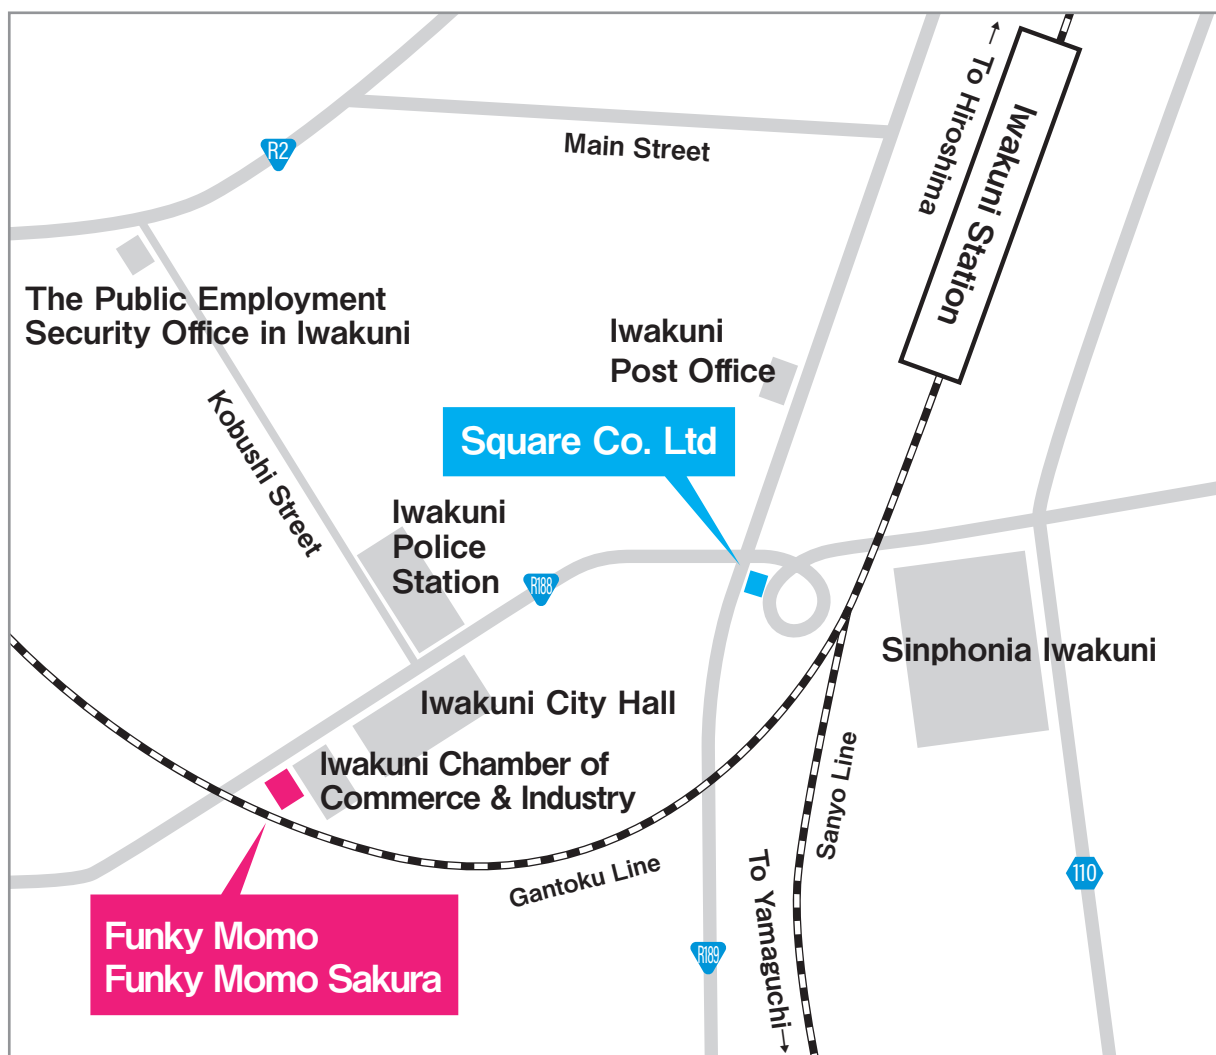 R2
Main Street
← To Hiroshima
Iwakuni Station
The Public Employment
Security Office in Iwakuni
Iwakuni
Post Office
Kobushi Street
Square Co. Ltd
Iwakuni
Police
Station
R188
Sinphonia Iwakuni
Iwakuni City Hall
Iwakuni Chamber of
Commerce & Industry
Sanyo Line
Gantoku Line
110
Funky Momo
Funky Momo Sakura
R189
To Yamaguchi→